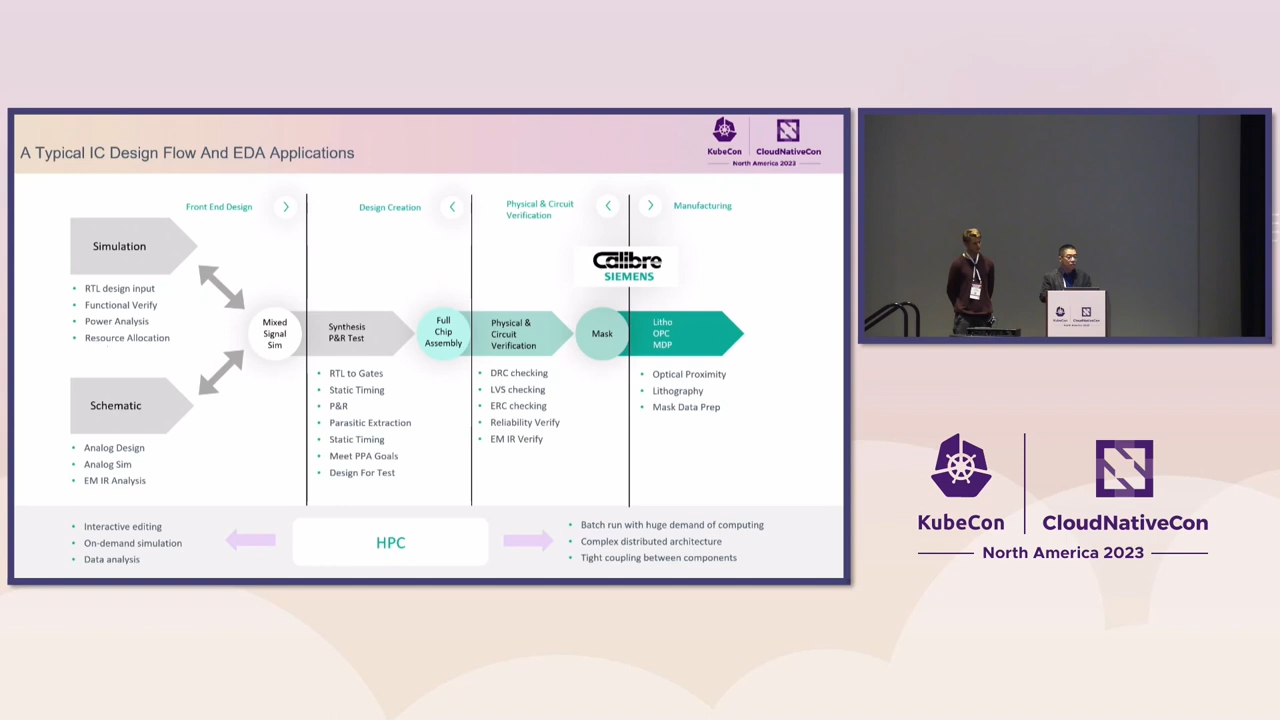 A Typical IC Design Flow And EDA Applications
KubeCon
CloudNativeCon
North America 2023
Front End Design
Design Creation
Physical & Circuit
Verification
Manufacturing
Calibre
SIEMENS
Simulation
RTL design input
Functional Verify
Power Analysis
Resource Allocation
Schematic
Analog Design
Analog Sim
EM IR Analysis
Mixed
Signal
Sim
Synthesis
P&R Test
RTL to Gates
Static Timing
P&R
Parasitic Extraction
Static Timing
Meet PPA Goals
Design For Test
Full
Chip
Assembly
Physical &
Circuit
Verification
DRC checking
LVS checking
ERC checking
Reliability Verify
EM IR Verify
Mask
Litho
OPC
MDP
Optical Proximity
Lithography
Mask Data Prep
Interactive editing
On-demand simulation
Data analysis
HPC
Batch run with huge demand of computing
Complex distributed architecture
Tight coupling between components
KubeCon
CloudNativeCon
KubeCon
CloudNativeCon
North America 2023